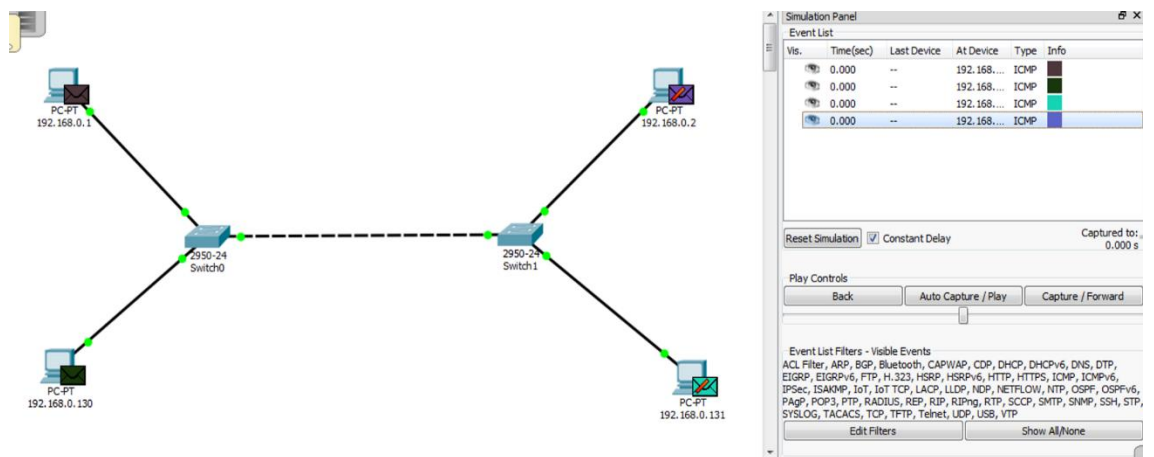 PC-PT
192.168.0.1
PC-PT
192.168.0.2
2950-24
Switch0
2950-24
Switch1
PC-PT
192.168.0.130
PC-PT
192.168.0.131
Simulation Panel
Event List
Vis. Time(sec) Last Device At Device Type Info
0.000 -- 192.168.... ICMP
0.000 -- 192.168.... ICMP
0.000 -- 192.168.... ICMP
0.000 -- 192.168.... ICMP
Reset Simulation Constant Delay Captured to:
0.000 s
Play Controls
Back Auto Capture / Play Capture / Forward
Event List Filters - Visible Events
ACL Filter, ARP, BGP, Bluetooth, CAPWAP, CDP, DHCP, DHCPv6, DNS, DTP,
EIGRP, EIGRPv6, FTP, H.323, HSRP, HSRPv6, HTTP, HTTPS, ICMP, ICMPv6,
IPSec, ISAKMP, IoT, IoT TCP, LACP, LLDP, NDP, NETFLOW, NTP, OSPF, OSPFv6,
PAgP, POP3, PTP, RADIUS, REP, RIP, RIPng, RTP, SCCP, SMTP, SNMP, SSH, STP,
SYSLOG, TACACS, TCP, TFTP, Telnet, UDP, USB, VTP
Edit Filters Show All/None